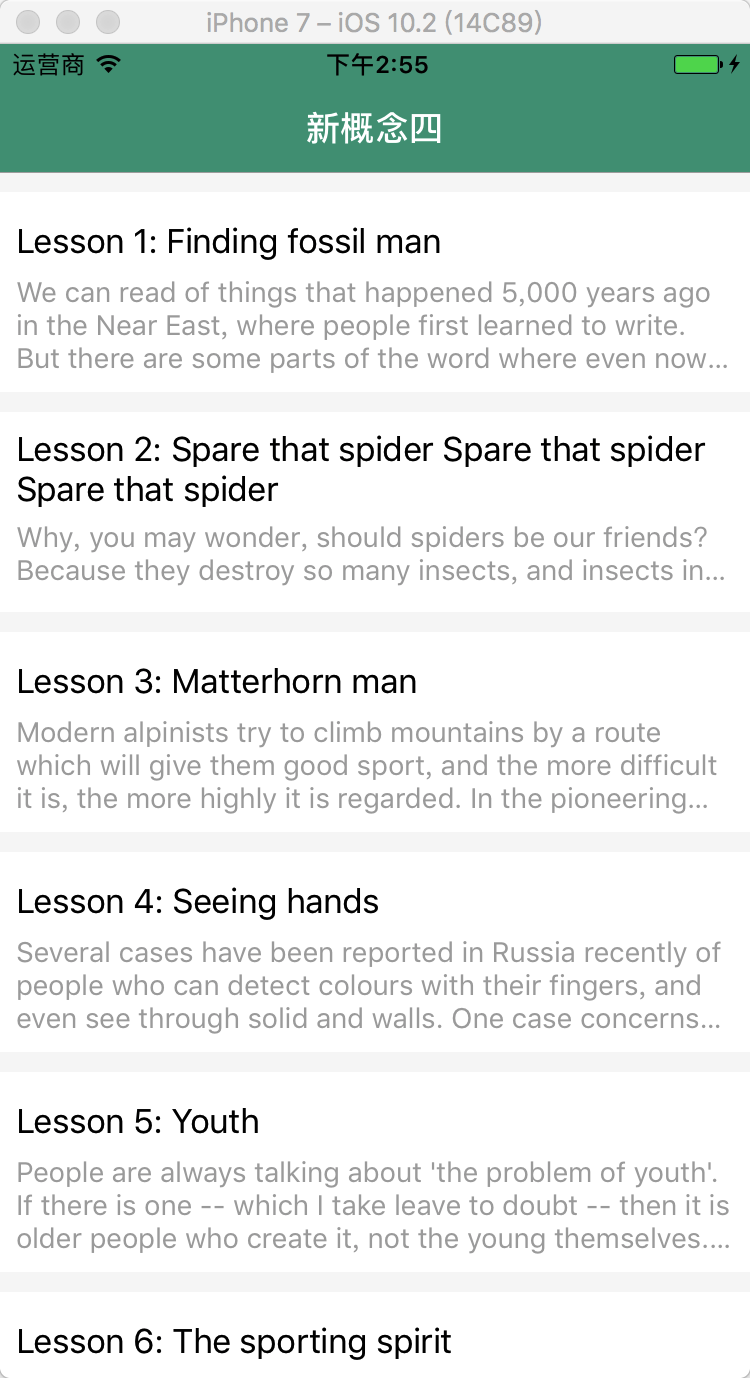 iPhone 7 – iOS 10.2 (14C89)
运营商 下午2:55
新概念四
Lesson 1: Finding fossil man
We can read of things that happened 5,000 years ago
in the Near East, where people first learned to write.
But there are some parts of the word where even now...
Lesson 2: Spare that spider Spare that spider
Spare that spider
Why, you may wonder, should spiders be our friends?
Because they destroy so many insects, and insects in...
Lesson 3: Matterhorn man
Modern alpinists try to climb mountains by a route
which will give them good sport, and the more difficult
it is, the more highly it is regarded. In the pioneering...
Lesson 4: Seeing hands
Several cases have been reported in Russia recently of
people who can detect colours with their fingers, and
even see through solid and walls. One case concerns...
Lesson 5: Youth
People are always talking about 'the problem of youth'.
If there is one -- which I take leave to doubt -- then it is
older people who create it, not the young themselves....
Lesson 6: The sporting spirit